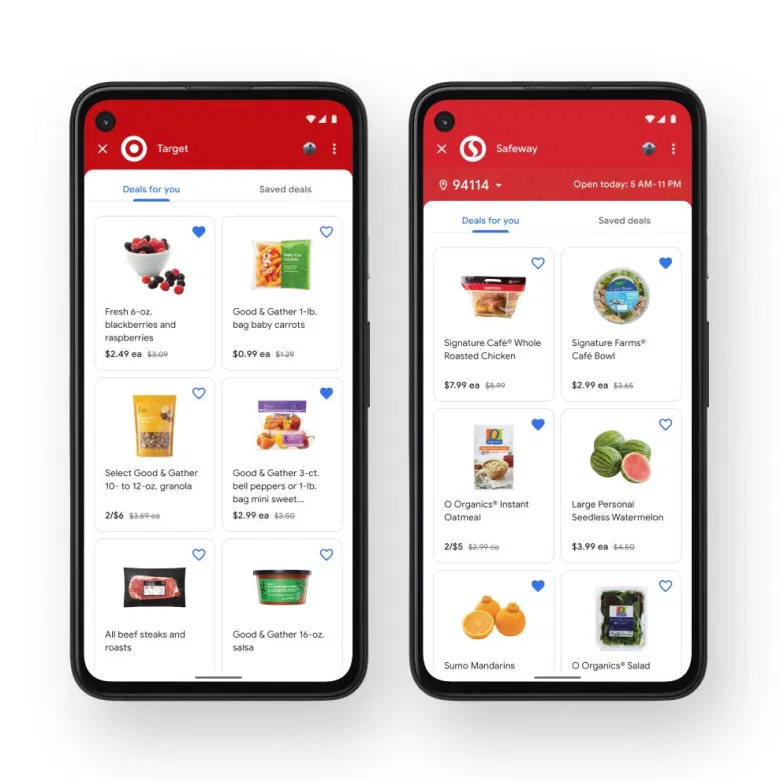 Target
Deals for you
Saved deals
Fresh 6-oz.
blackberries and
raspberries
$2.49 ea $3.09
Good & Gather 1-lb.
bag baby carrots
$0.99 ea $1.29
Select Good & Gather
10- to 12-oz. granola
2/$6 $3.69 ea
Good & Gather 3-ct.
bell peppers or 1-lb.
bag mini sweet...
$2.99 ea $3.50
All beef steaks and
roasts
Good & Gather 16-oz.
salsa
Safeway
94114
Open today: 5 AM–11 PM
Deals for you
Saved deals
Signature Café® Whole
Roasted Chicken
$7.99 ea $8.99
Signature Farms®
Café Bowl
$2.99 ea $3.65
O Organics® Instant
Oatmeal
2/$5 $2.99 ea
Large Personal
Seedless Watermelon
$3.99 ea $4.50
Sumo Mandarins
O Organics® Salad